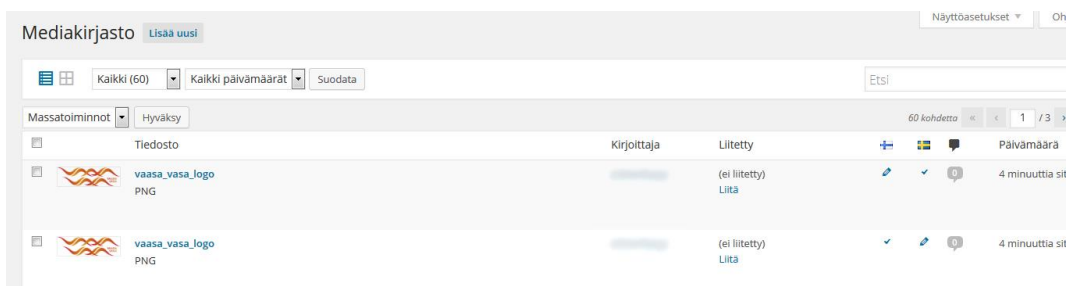 Näyttöasetukset
Oh
Mediakirjasto Lisää uusi
Kaikki (60) Kaikki päivämäärät Suodata Etsi
Massatoiminnot Hyväksy 60 kohdetta « ‹ 1 / 3 ›
Tiedosto Kirjoittaja Liitetty Päivämäärä
vaasa_vasa_logo (ei liitetty) 0 4 minuuttia sit
PNG Liitä
vaasa_vasa_logo (ei liitetty) 0 4 minuuttia sit
PNG Liitä